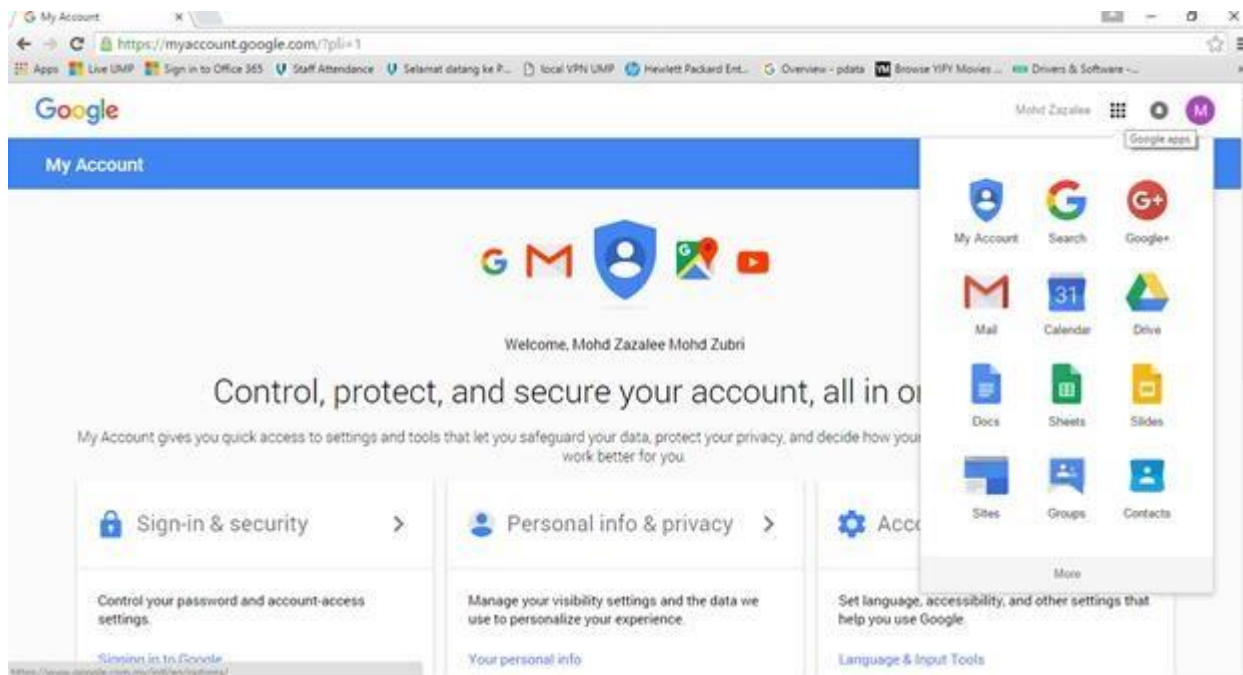 G My Account
https://myaccount.google.com/?pli=1
Apps Live UMP Sign in to Office 365 Staff Attendance Selamat datang ke P... local VPN UMP Hewlett Packard Ent... Overview - pdata YM Browse YIFY Movies ... Drivers & Software -...
Google
Mohd Zazalee
M
Google apps
My Account
G+
My Account Search Google+
31
Mail Calendar Drive
Docs Sheets Slides
Sites Groups Contacts
More
Welcome, Mohd Zazalee Mohd Zubri
Control, protect, and secure your account, all in
My Account gives you quick access to settings and tools that let you safeguard your data, protect your privacy, and decide how your
work better for you.
Sign-in & security >
Control your password and account-access
settings.
Signing in to Google
Personal info & privacy >
Manage your visibility settings and the data we
use to personalize your experience.
Your personal info
Acco
Set language, accessibility, and other settings that
help you use Google
Language & Input Tools